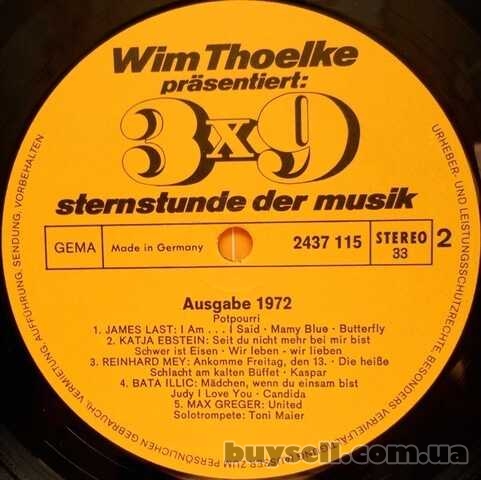 Wim Thoelke
präsentiert:
3x9
sternstunde der musik
GEMA
Made in Germany
2437 115
STEREO
33
2
Ausgabe 1972
Potpourri
1. JAMES LAST: I Am . . . I Said · Mamy Blue · Butterfly
2. KATJA EBSTEIN: Seit du nicht mehr bei mir bist
Schwer ist Eisen · Wir leben - wir lieben
3. REINHARD MEY: Ankomme Freitag, den 13. · Die heiße
Schlacht am kalten Büffet · Kaspar
4. BATA ILLIC: Mädchen, wenn du einsam bist
Judy I Love You · Candida
5. MAX GREGER: United
Solotrompete: Toni Maier
URHEBER- UND LEISTUNGSSCHUTZRECHTE, BESONDERS VERVIELFÄLTIGUNG
ZUM PERSÖNLICHEN GEBRAUCH), VERMIETUNG, AUFFÜHRUNG, SENDUNG, VORBEHALTEN
buysell.com.ua